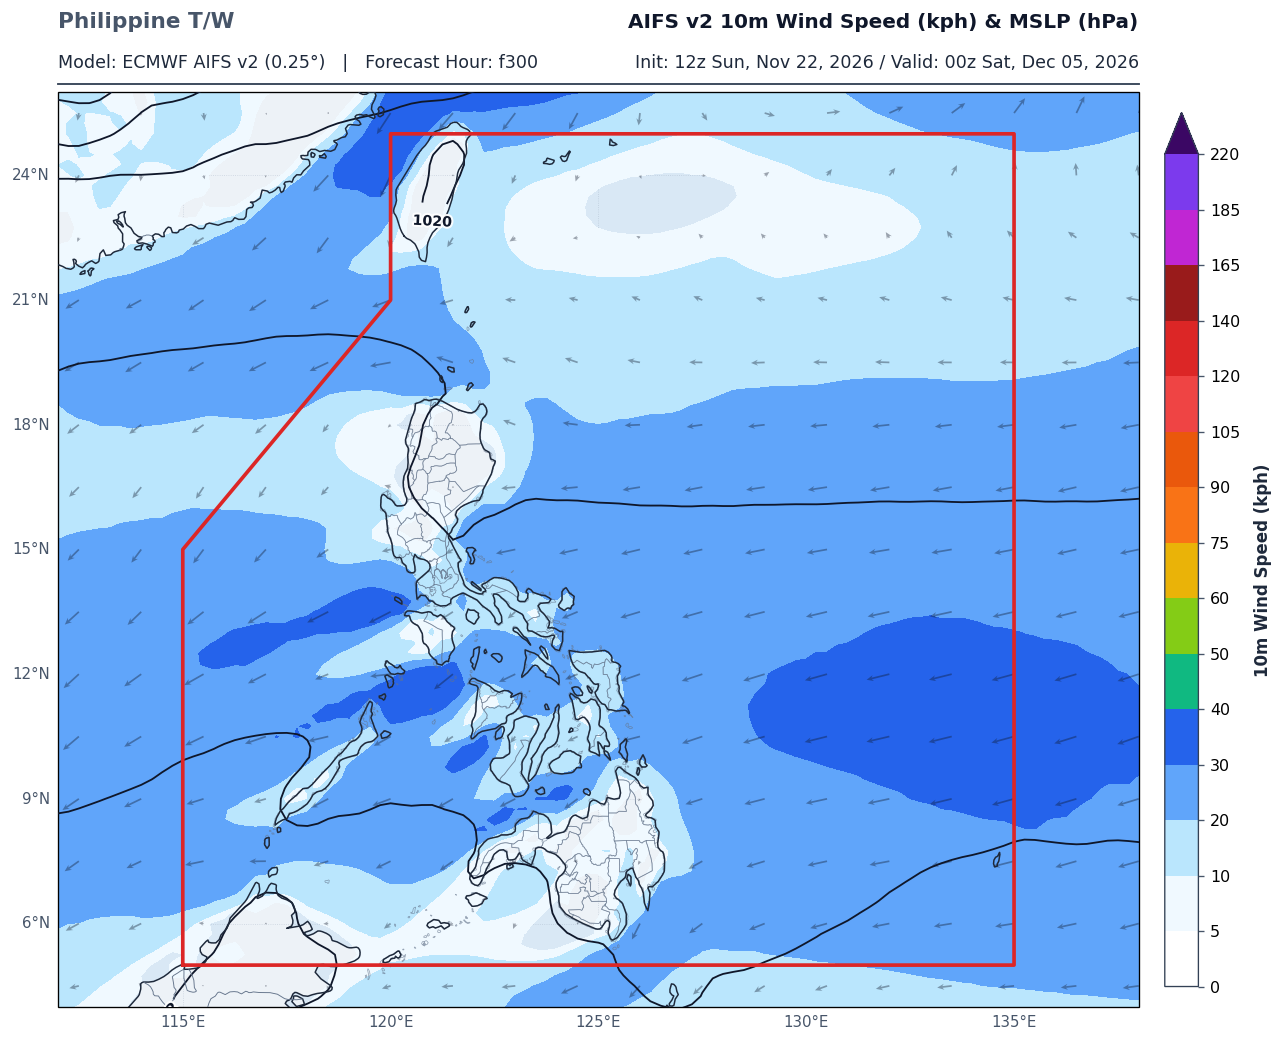 Philippine T/W
AIFS v2 10m Wind Speed (kph) & MSLP (hPa)
Model: ECMWF AIFS v2 (0.25°) | Forecast Hour: f300
Init: 12z Sun, Nov 22, 2026 / Valid: 00z Sat, Dec 05, 2026
24°N
21°N
18°N
15°N
12°N
9°N
6°N
1020
115°E
120°E
125°E
130°E
135°E
220
185
165
140
120
105
90
75
60
50
40
30
20
10
5
0
10m Wind Speed (kph)